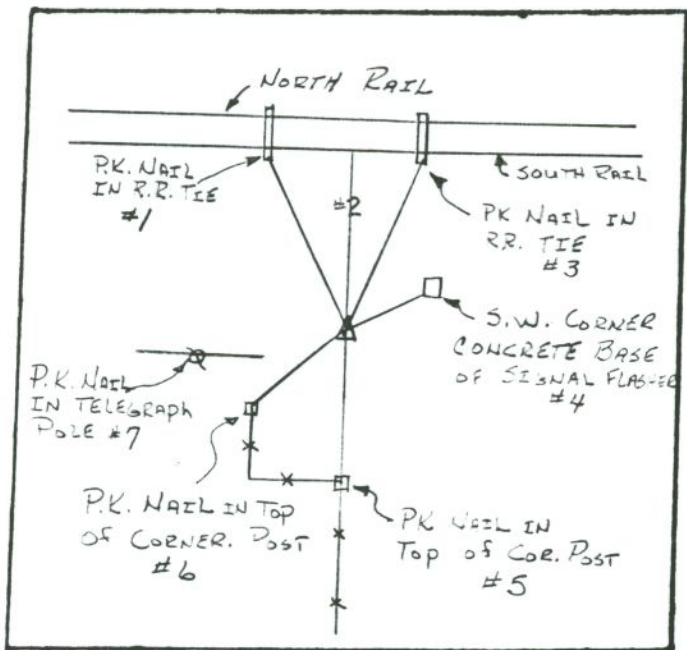 NORTH RAIL
P.K. NAIL
IN R.R. TIE
#1
#2
SOUTH RAIL
PK NAIL IN
RR. TIE
#3
S.W. CORNER
CONCRETE BASE
OF SIGNAL FLASHER
#4
P.K. NAIL
IN TELEGRAPH
POLE #7
P.K. NAIL IN TOP
OF CORNER. POST
#6
PK NAIL IN
TOP OF COR. POST
#5